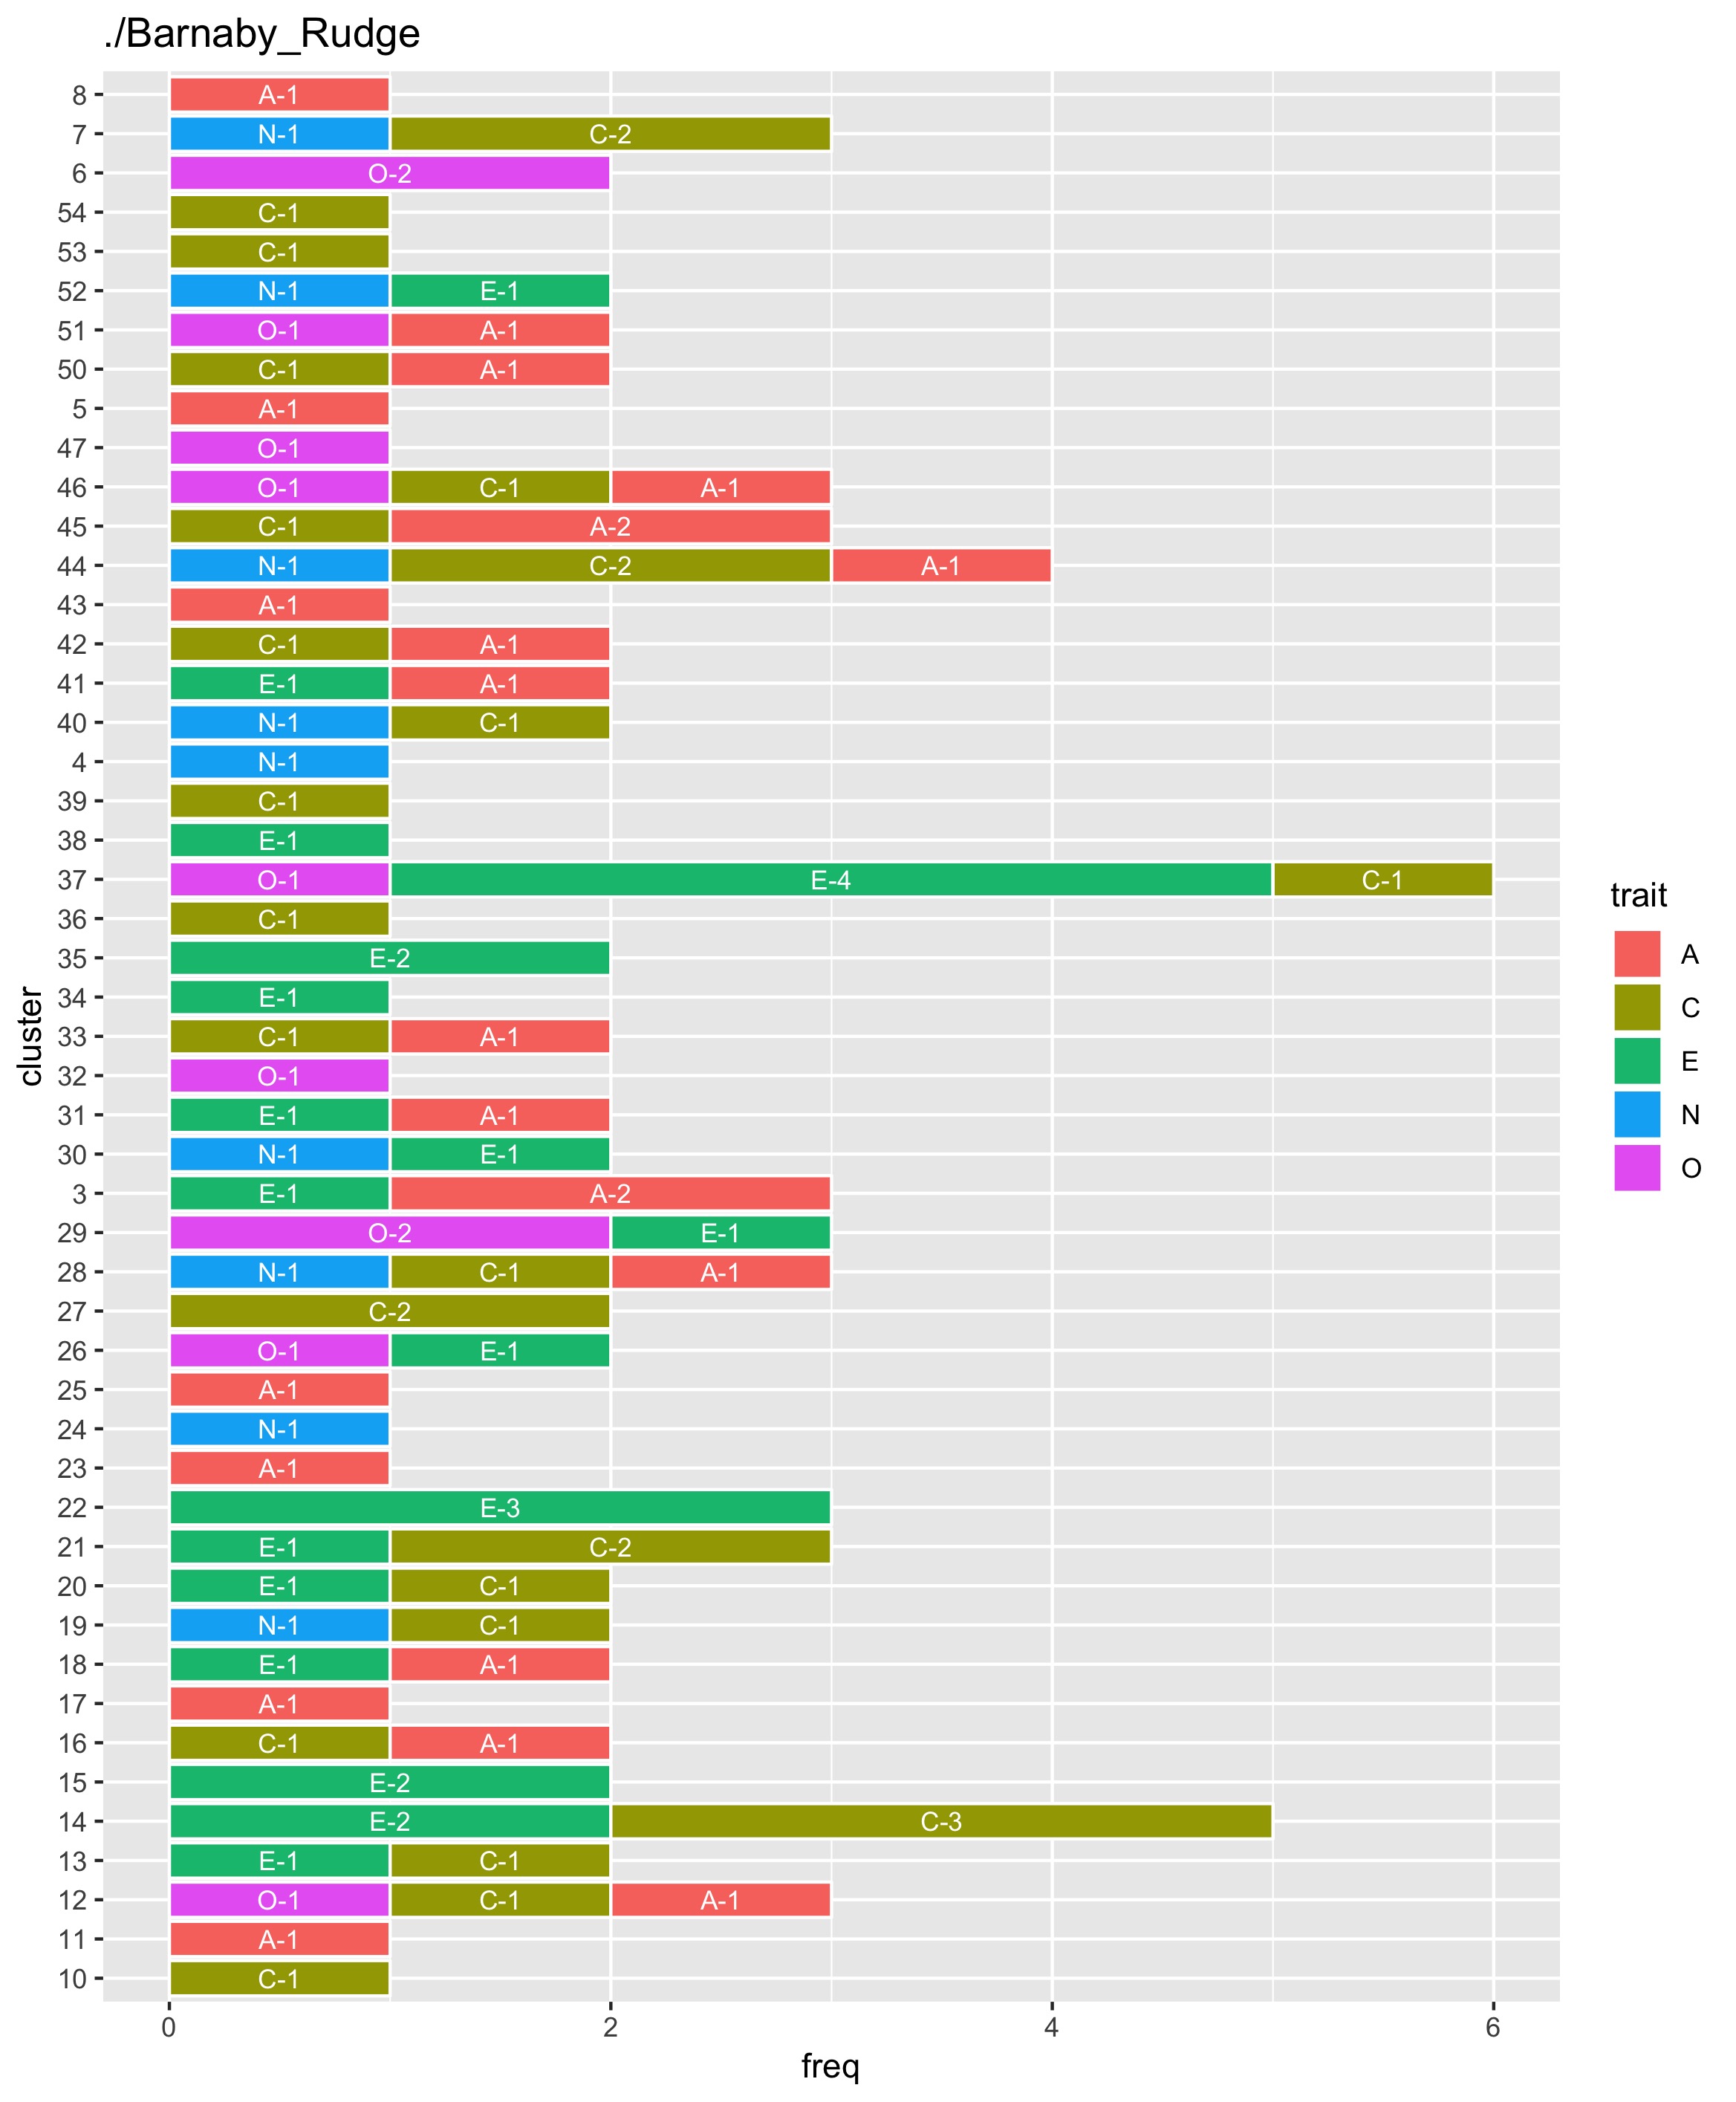 ./Barnaby_Rudge
8 A-1
7 N-1 C-2
6 O-2
54 C-1
53 C-1
52 N-1 E-1
51 O-1 A-1
50 C-1 A-1
5 A-1
47 O-1
46 O-1 C-1 A-1
45 C-1 A-2
44 N-1 C-2 A-1
43 A-1
42 C-1 A-1
41 E-1 A-1
40 N-1 C-1
4 N-1
39 C-1
38 E-1
37 O-1 E-4 C-1
36 C-1
35 E-2
34 E-1
33 C-1 A-1
32 O-1
31 E-1 A-1
30 N-1 E-1
3 E-1 A-2
29 O-2 E-1
28 N-1 C-1 A-1
27 C-2
26 O-1 E-1
25 A-1
24 N-1
23 A-1
22 E-3
21 E-1 C-2
20 E-1 C-1
19 N-1 C-1
18 E-1 A-1
17 A-1
16 C-1 A-1
15 E-2
14 E-2 C-3
13 E-1 C-1
12 O-1 C-1 A-1
11 A-1
10 C-1
0 2 4 6
freq
cluster
trait
A
C
E
N
O